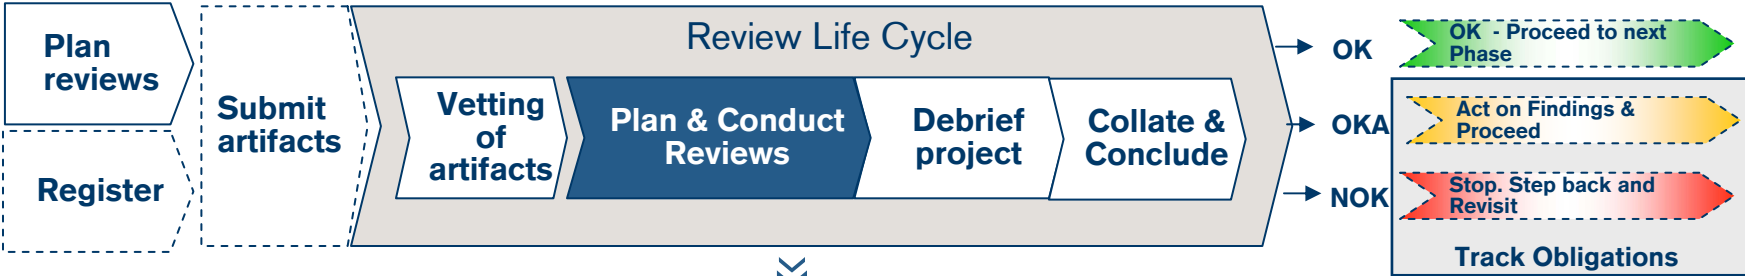 Plan
reviews
Register
Submit
artifacts
Review Life Cycle
Vetting
of
artifacts
Plan & Conduct
Reviews
Debrief
project
Collate &
Conclude
OK
OKA
NOK
OK - Proceed to next
Phase
Act on Findings &
Proceed
Stop. Step back and
Revisit
Track Obligations